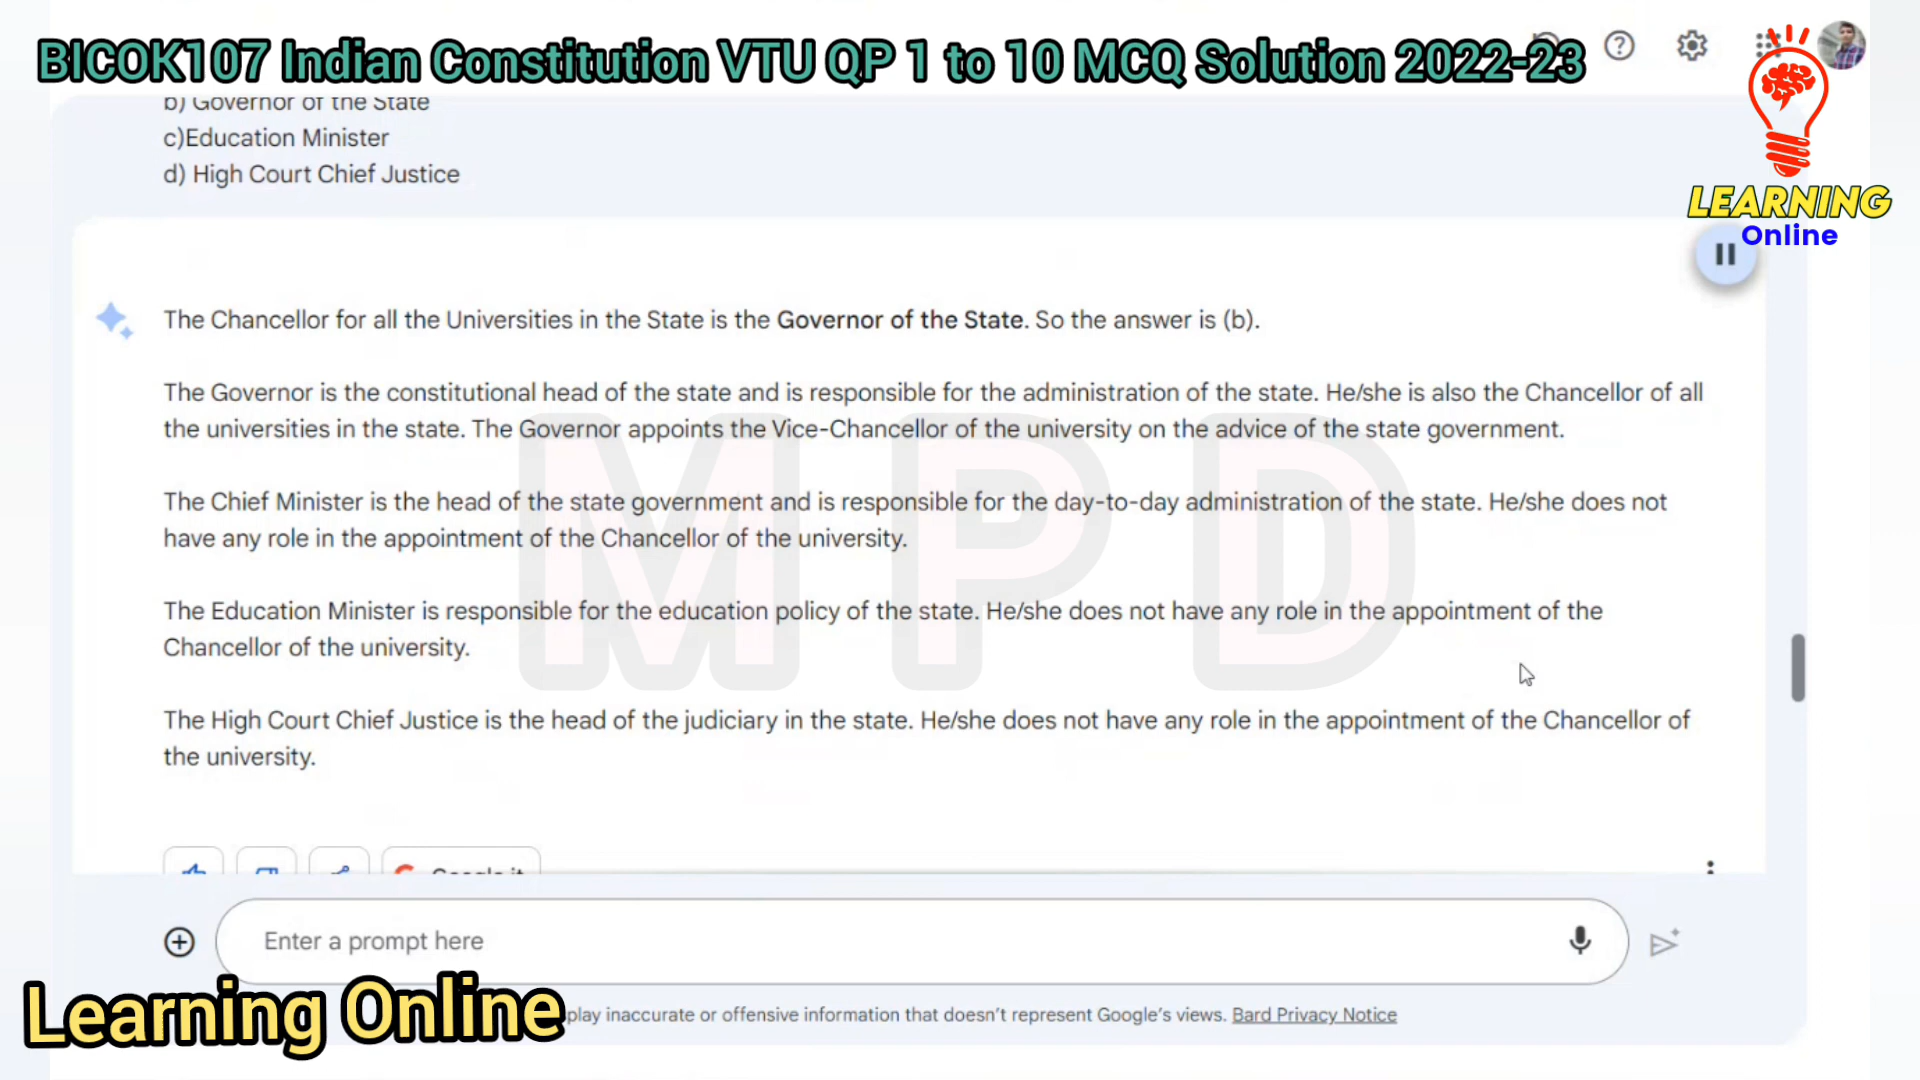 BICOK107 Indian Constitution VTU QP 1 to 10 MCQ Solution 2022-23
b) Governor of the State
c)Education Minister
d) High Court Chief Justice
LEARNING
Online
The Chancellor for all the Universities in the State is the Governor of the State. So the answer is (b).
The Governor is the constitutional head of the state and is responsible for the administration of the state. He/she is also the Chancellor of all
the universities in the state. The Governor appoints the Vice-Chancellor of the university on the advice of the state government.
The Chief Minister is the head of the state government and is responsible for the day-to-day administration of the state. He/she does not
have any role in the appointment of the Chancellor of the university.
The Education Minister is responsible for the education policy of the state. He/she does not have any role in the appointment of the
Chancellor of the university.
The High Court Chief Justice is the head of the judiciary in the state. He/she does not have any role in the appointment of the Chancellor of
the university.
MPD
Google it
Enter a prompt here
Learning Online
play inaccurate or offensive information that doesn't represent Google's views. Bard Privacy Notice